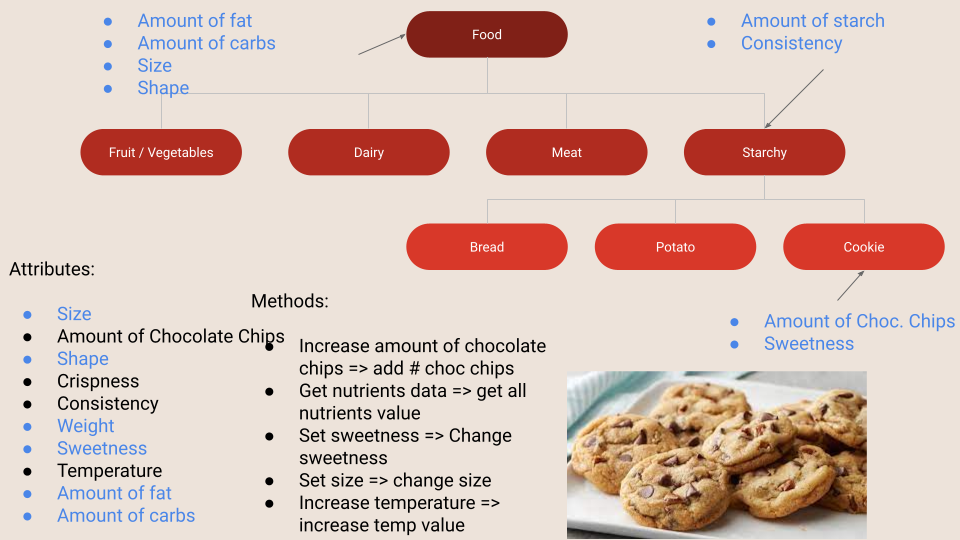 Amount of fat
Amount of carbs
Size
Shape
Food
Amount of starch
Consistency
Fruit / Vegetables
Dairy
Meat
Starchy
Bread
Potato
Cookie
Amount of Choc. Chips
Sweetness
Attributes:
Size
Amount of Chocolate Chips
Shape
Crispness
Consistency
Weight
Sweetness
Temperature
Amount of fat
Amount of carbs
Methods:
Increase amount of chocolate
chips => add # choc chips
Get nutrients data => get all
nutrients value
Set sweetness => Change
sweetness
Set size => change size
Increase temperature =>
increase temp value